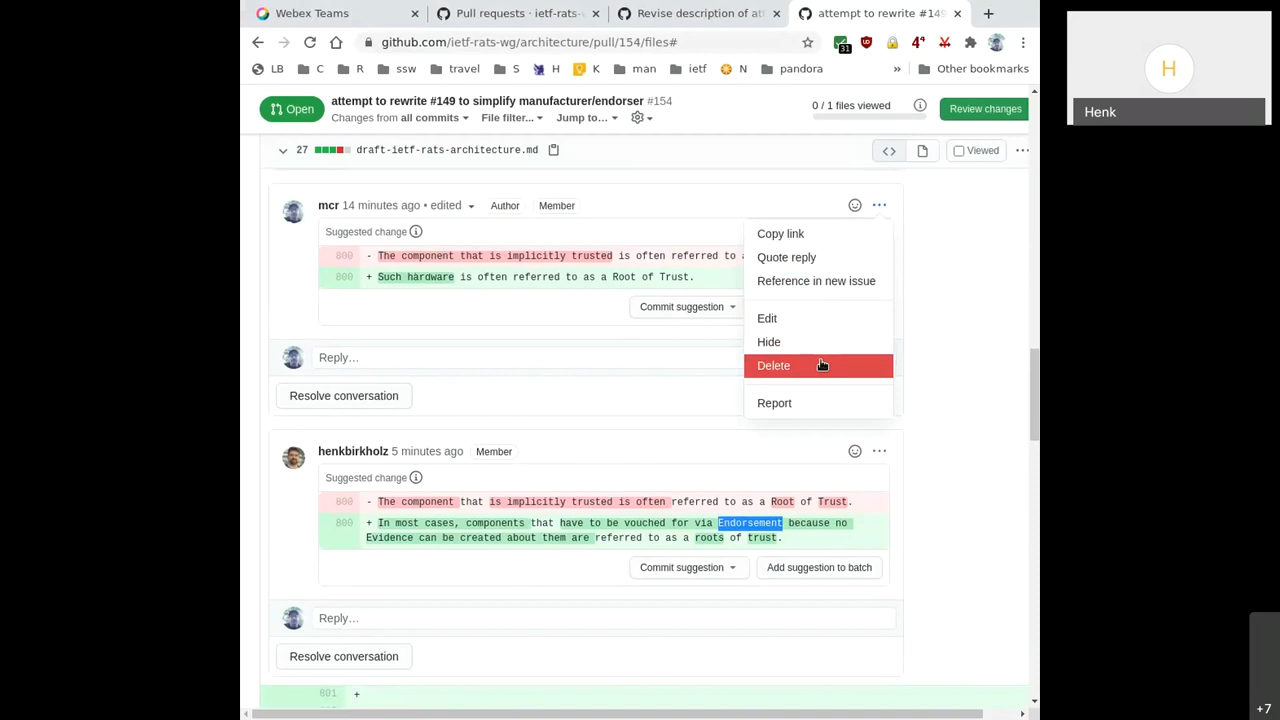 Webex Teams
Pull requests · ietf-rats-w
Revise description of att
attempt to rewrite #149
github.com/ietf-rats-wg/architecture/pull/154/files#
31
4⁴
LB C R ssw travel S H K man ietf N pandora » Other bookmarks
Open
attempt to rewrite #149 to simplify manufacturer/endorser #154
Changes from all commits File filter... Jump to...
0 / 1 files viewed
Review changes
27 draft-ietf-rats-architecture.md
Viewed
mcr 14 minutes ago • edited Author Member
Suggested change
800 - The component that is implicitly trusted is often referred to a
800 + Such hardware is often referred to as a Root of Trust.
Commit suggestion
Copy link
Quote reply
Reference in new issue
Edit
Hide
Delete
Report
Reply...
Resolve conversation
henkbirkholz 5 minutes ago Member
Suggested change
800 - The component that is implicitly trusted is often referred to as a Root of Trust.
800 + In most cases, components that have to be vouched for via Endorsement because no
Evidence can be created about them are referred to as a roots of trust.
Commit suggestion Add suggestion to batch
Reply...
Resolve conversation
801 +
H
Henk
+7